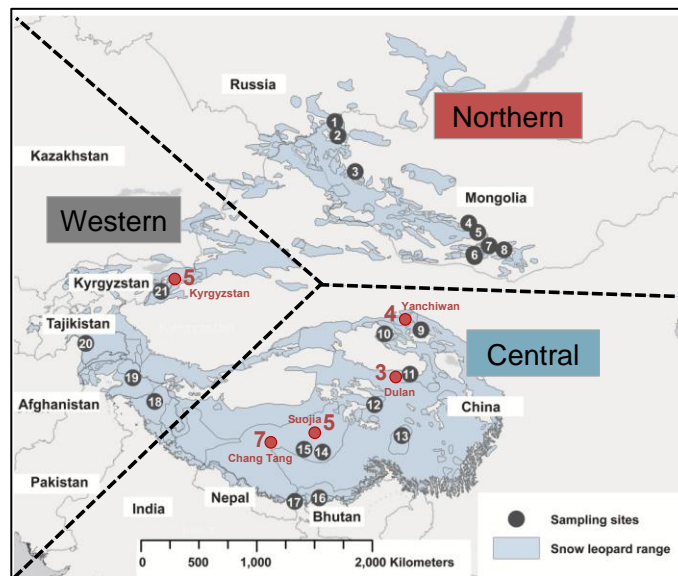 Russia
Northern
1
2
Kazakhstan
3
Mongolia
Western
4
5
7
8
6
5
Kyrgyzstan
Kyrgyzstan
21
Yanchiwan
4
9
10
Tajikistan
20
Central
3
11
Dulan
19
Afghanistan
18
12
China
Suojia
5
7
13
Chang Tang
15
14
Pakistan
Nepal
India
17
16
Bhutan
Sampling sites
Snow leopard range
0 500 1,000 2,000 Kilometers